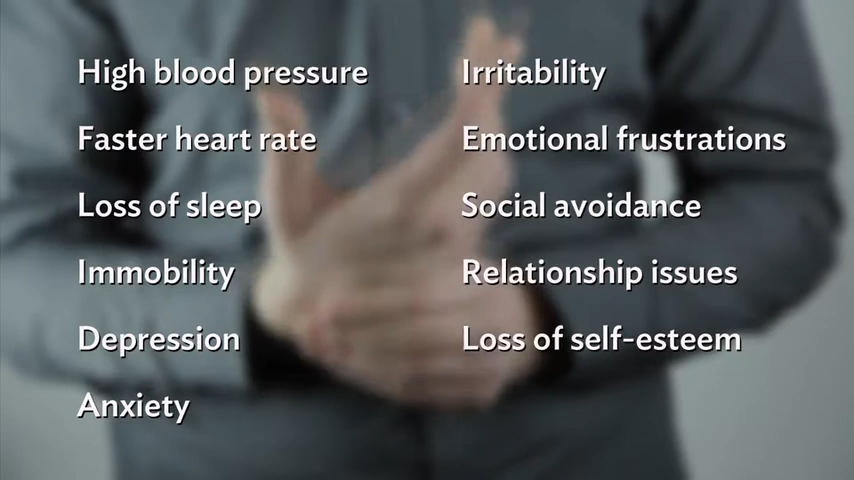 High blood pressure
Faster heart rate
Loss of sleep
Immobility
Depression
Anxiety
Irritability
Emotional frustrations
Social avoidance
Relationship issues
Loss of self-esteem